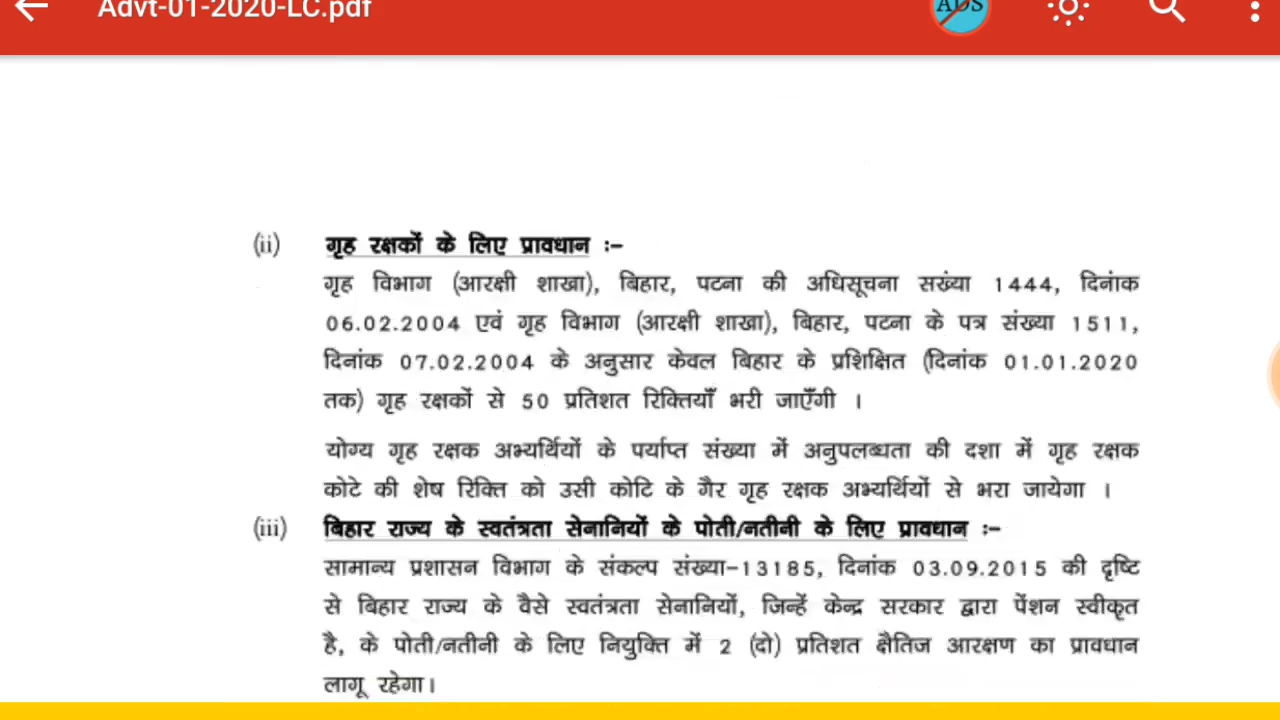 Advt-01-2020-LC.pdf
ADS
(ii) गृह रक्षकों के लिए प्रावधान :-
गृह विभाग (आरक्षी शाखा), बिहार, पटना की अधिसूचना सख्ंया 1444, दिनांक
06.02.2004 एवं गृह विभाग (आरक्षी शाखा), बिहार, पटना के पत्र संख्या 1511,
दिनांक 07.02.2004 के अनुसार केवल बिहार के प्रशिक्षित (दिनांक 01.01.2020
तक) गृह रक्षकों से 50 प्रतिशत रिक्तियाँ भरी जाएँगी ।
योग्य गृह रक्षक अभ्यर्थियों के पर्याप्त संख्या में अनुपलब्धता की दशा में गृह रक्षक
कोटे की शेष रिक्ति को उसी कोटि के गैर गृह रक्षक अभ्यर्थियों से भरा जायेगा ।
(iii) बिहार राज्य के स्वतंत्रता सेनानियों के पोती/नतीनी के लिए प्रावधान :-
सामान्य प्रशासन विभाग के संकल्प संख्या-13185, दिनांक 03.09.2015 की दृष्टि
से बिहार राज्य के वैसे स्वतंत्रता सेनानियों, जिन्हें केन्द्र सरकार द्वारा पेंशन स्वीकृत
है, के पोती/नतीनी के लिए नियुक्ति में 2 (दो) प्रतिशत क्षैतिज आरक्षण का प्रावधान
लागू रहेगा।